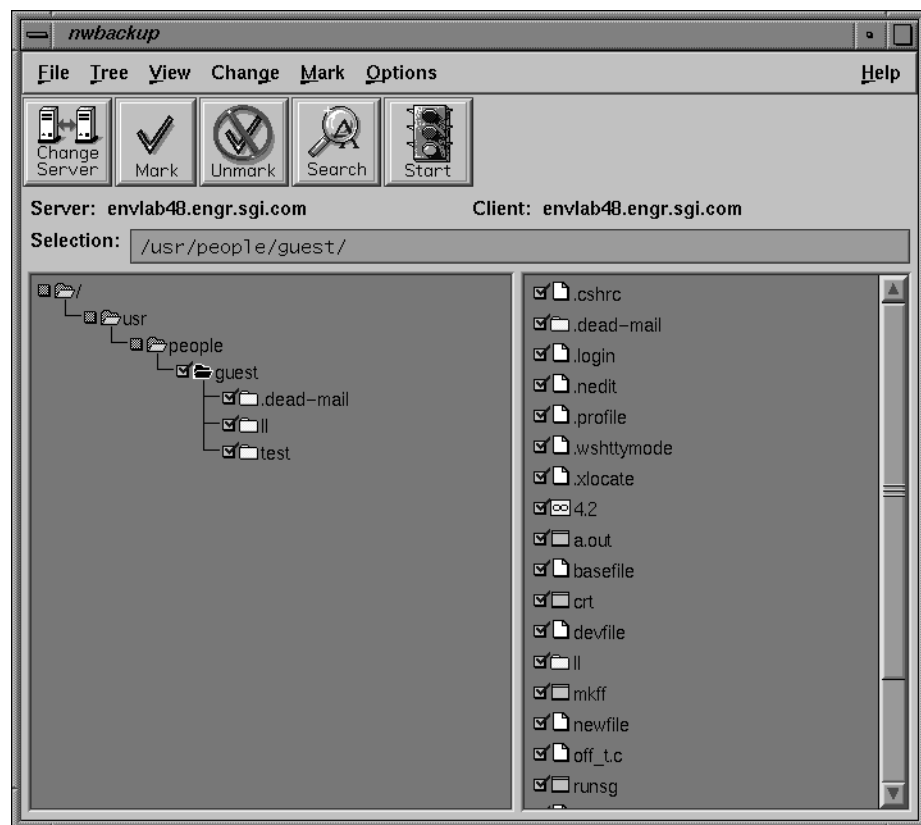 nwbackup
File Tree View Change Mark Options Help
Change Server
Mark
Unmark
Search
Start
Server: envlab48.engr.sgi.com Client: envlab48.engr.sgi.com
Selection: /usr/people/guest/
/
usr
people
guest
.dead-mail
ll
test
.cshrc
.dead-mail
.login
.nedit
.profile
.wshttymode
.xlocate
4.2
a.out
basefile
crt
devfile
ll
mkff
newfile
off_t.c
runsg